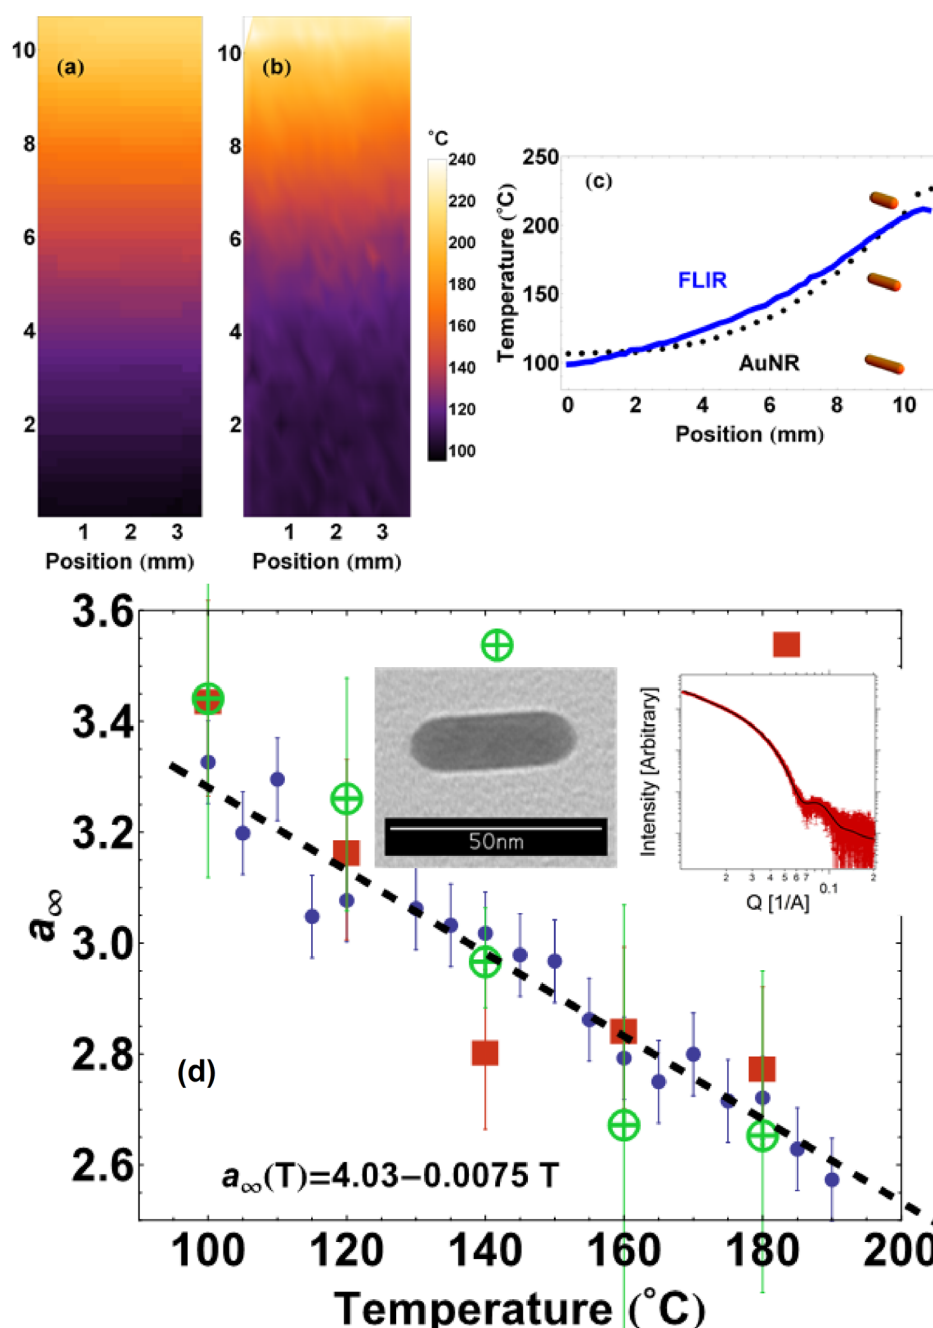 (a)
(b)
10
8
6
4
2
1 2 3
Position (mm)
10
8
6
4
2
1 2 3
Position (mm)
°C
240
220
200
180
160
140
120
100
(c)
250
200
150
100
Temperature (°C)
FLIR
AuNR
0 2 4 6 8 10
Position (mm)
3.6
3.4
3.2
3.0
2.8
2.6
a∞
50nm
Intensity [Arbitrary]
2 3 4 5 6 7 0.1 2
Q [1/A]
(d)
a∞(T)=4.03−0.0075 T
100 120 140 160 180 200
Temperature (°C)